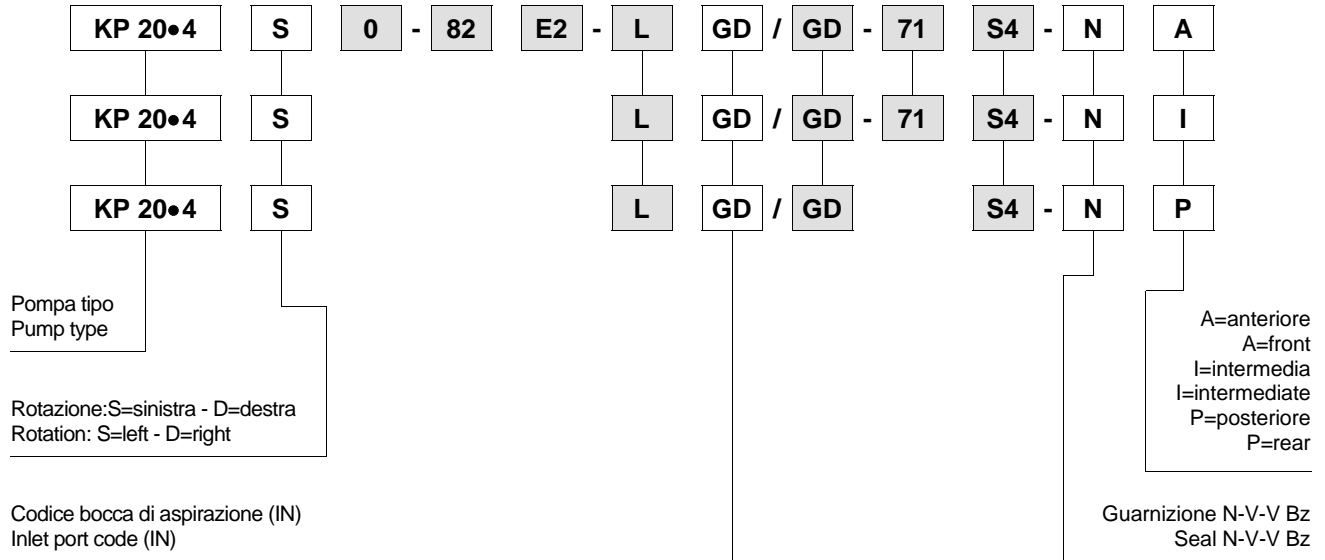 KP 20•4 S 0 - 82 E2 - L GD / GD - 71 S4 - N A
KP 20•4 S L GD / GD - 71 S4 - N I
KP 20•4 S L GD / GD S4 - N P
Pompa tipo
Pump type
A=anteriore
A=front
I=intermedia
I=intermediate
P=posteriore
P=rear
Rotazione:S=sinistra - D=destra
Rotation: S=left - D=right
Codice bocca di aspirazione (IN)
Inlet port code (IN)
Guarnizione N-V-V Bz
Seal N-V-V Bz